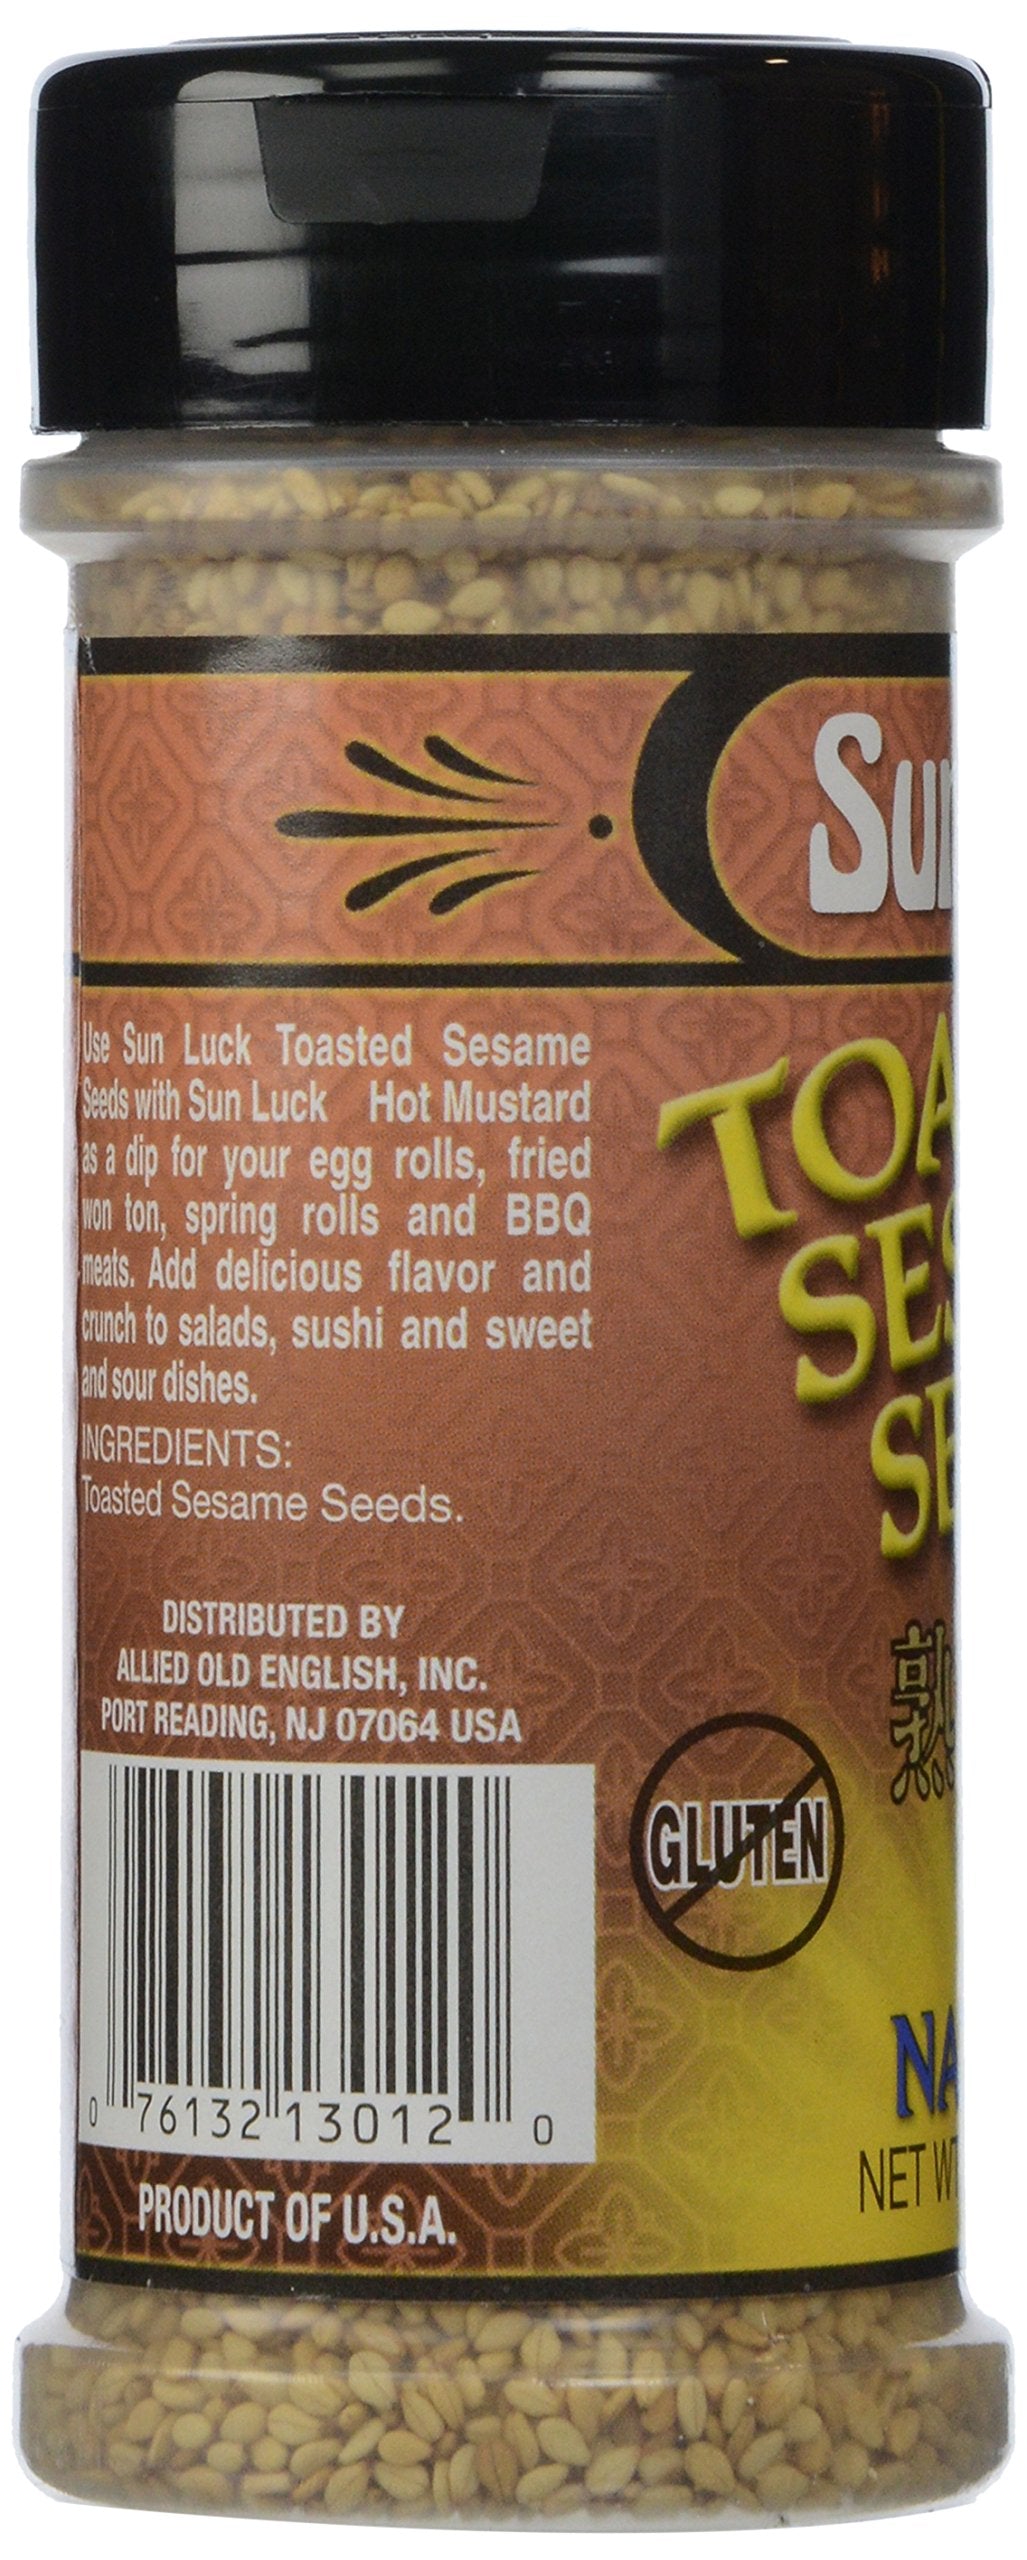 Use Sun Luck Toasted Sesame
Seeds with Sun Luck Hot Mustard
as a dip for your egg rolls, fried
won ton, spring rolls and BBQ
meats. Add delicious flavor and
crunch to salads, sushi and sweet
and sour dishes.
INGREDIENTS:
Toasted Sesame Seeds.
DISTRIBUTED BY
ALLIED OLD ENGLISH, INC.
PORT READING, NJ 07064 USA
0 76132 13012 0
PRODUCT OF U.S.A.
Sun
TOA
SES
SE
熟
GLUTEN
NA
NET W